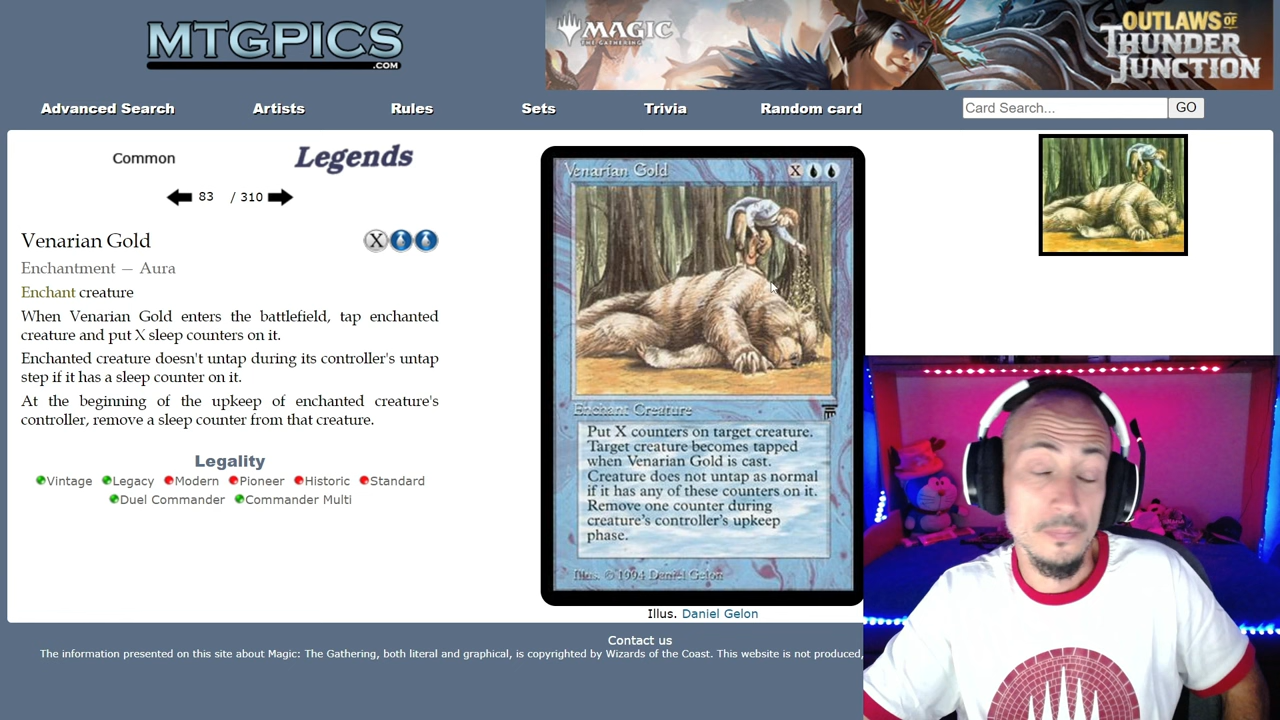 MTGPICS
.COM
MAGIC
THE GATHERING
OUTLAWS OF
THUNDER
JUNCTION
Advanced Search
Artists
Rules
Sets
Trivia
Random card
Card Search...
GO
Common
Legends
83 / 310
Venarian Gold
X
Enchantment — Aura
Enchant creature
When Venarian Gold enters the battlefield, tap enchanted
creature and put X sleep counters on it.
Enchanted creature doesn't untap during its controller's untap
step if it has a sleep counter on it.
At the beginning of the upkeep of enchanted creature's
controller, remove a sleep counter from that creature.
Legality
Vintage Legacy Modern Pioneer Historic Standard
Duel Commander Commander Multi
Venarian Gold
X
Enchant Creature
Put X counters on target creature.
Target creature becomes tapped
when Venarian Gold is cast.
Creature does not untap as normal
if it has any of these counters on it.
Remove one counter during
creature's controller's upkeep
phase.
Illus. © 1994 Daniel Gelon
Illus. Daniel Gelon
Contact us
The information presented on this site about Magic: The Gathering, both literal and graphical, is copyrighted by Wizards of the Coast. This website is not produced,